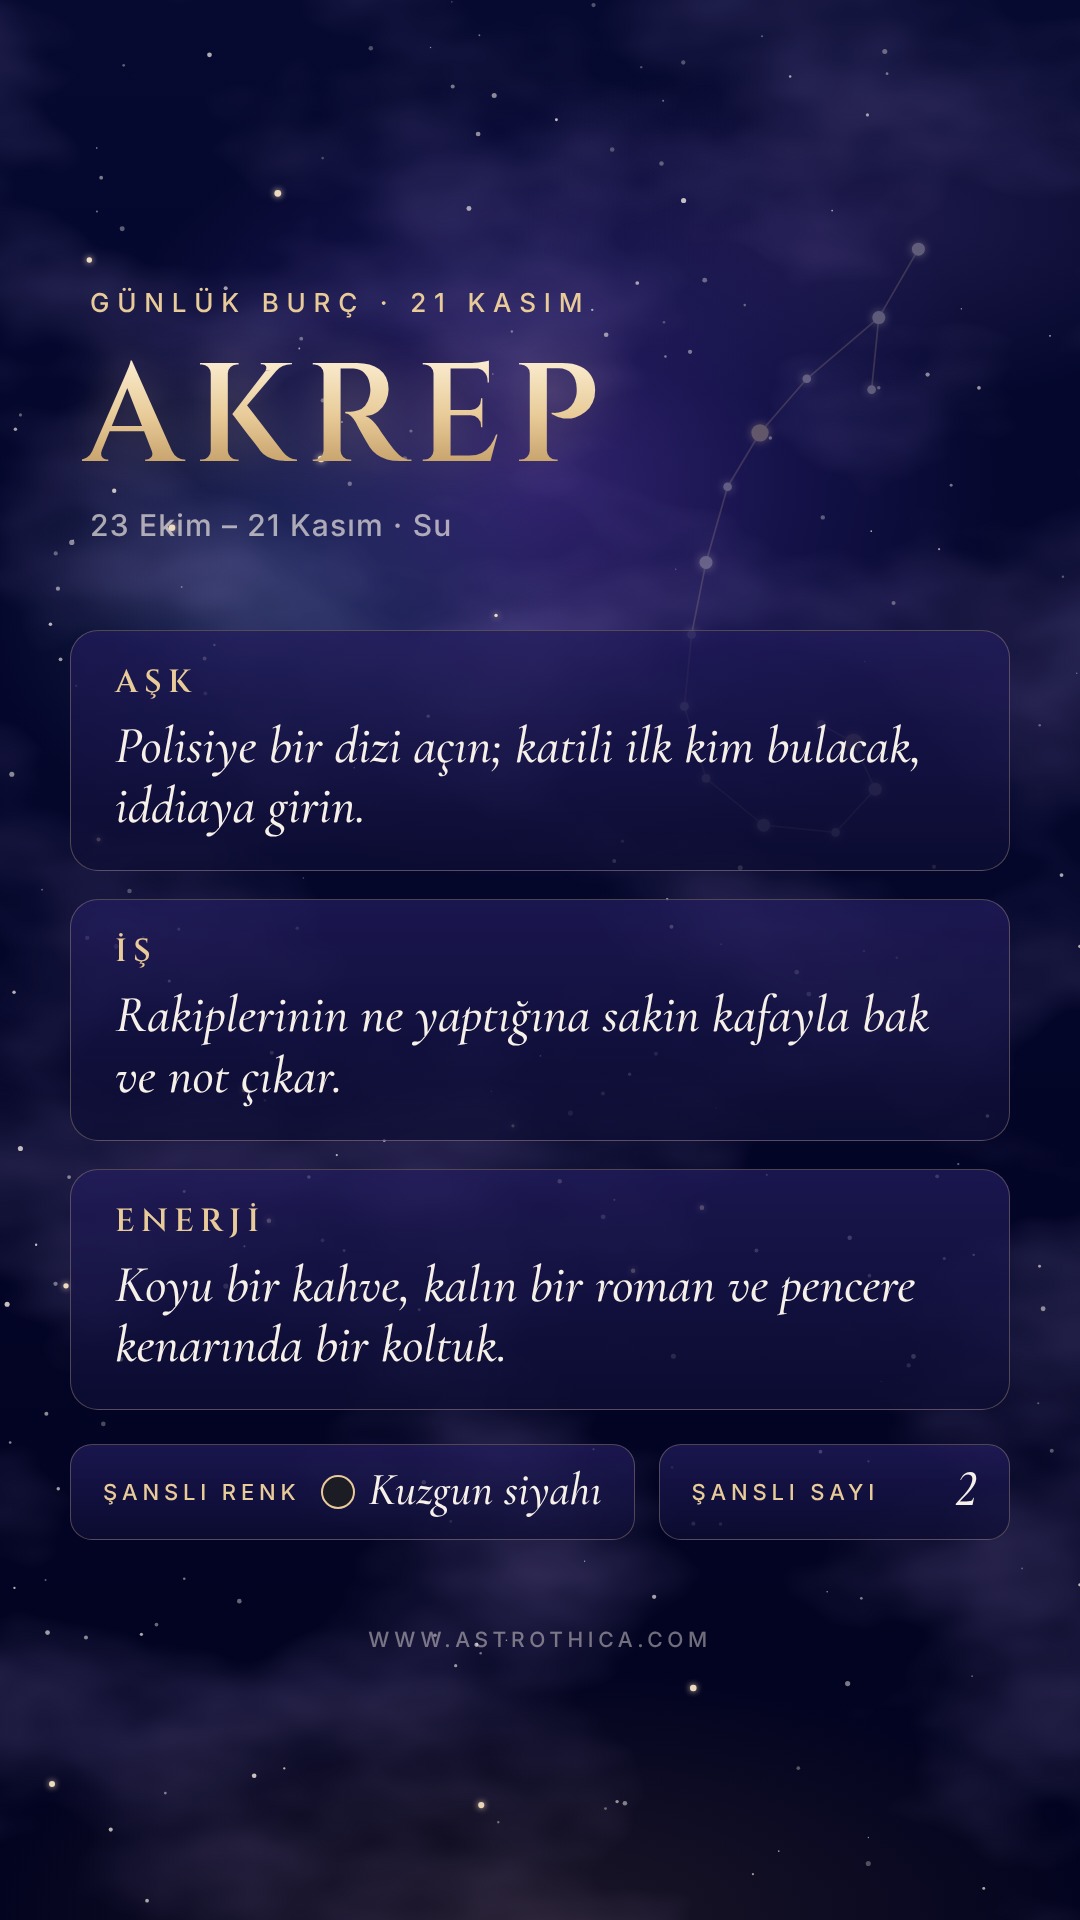 GÜNLÜK BURÇ · 21 KASIM
AKREP
23 Ekim – 21 Kasım · Su
AŞK
Polisiye bir dizi açın; katili ilk kim bulacak,
iddiaya girin.
İŞ
Rakiplerinin ne yaptığına sakin kafayla bak
ve not çıkar.
ENERJİ
Koyu bir kahve, kalın bir roman ve pencere
kenarında bir koltuk.
ŞANSLI RENK Kuzgun siyahı
ŞANSLI SAYI 2
WWW.ASTROTHICA.COM